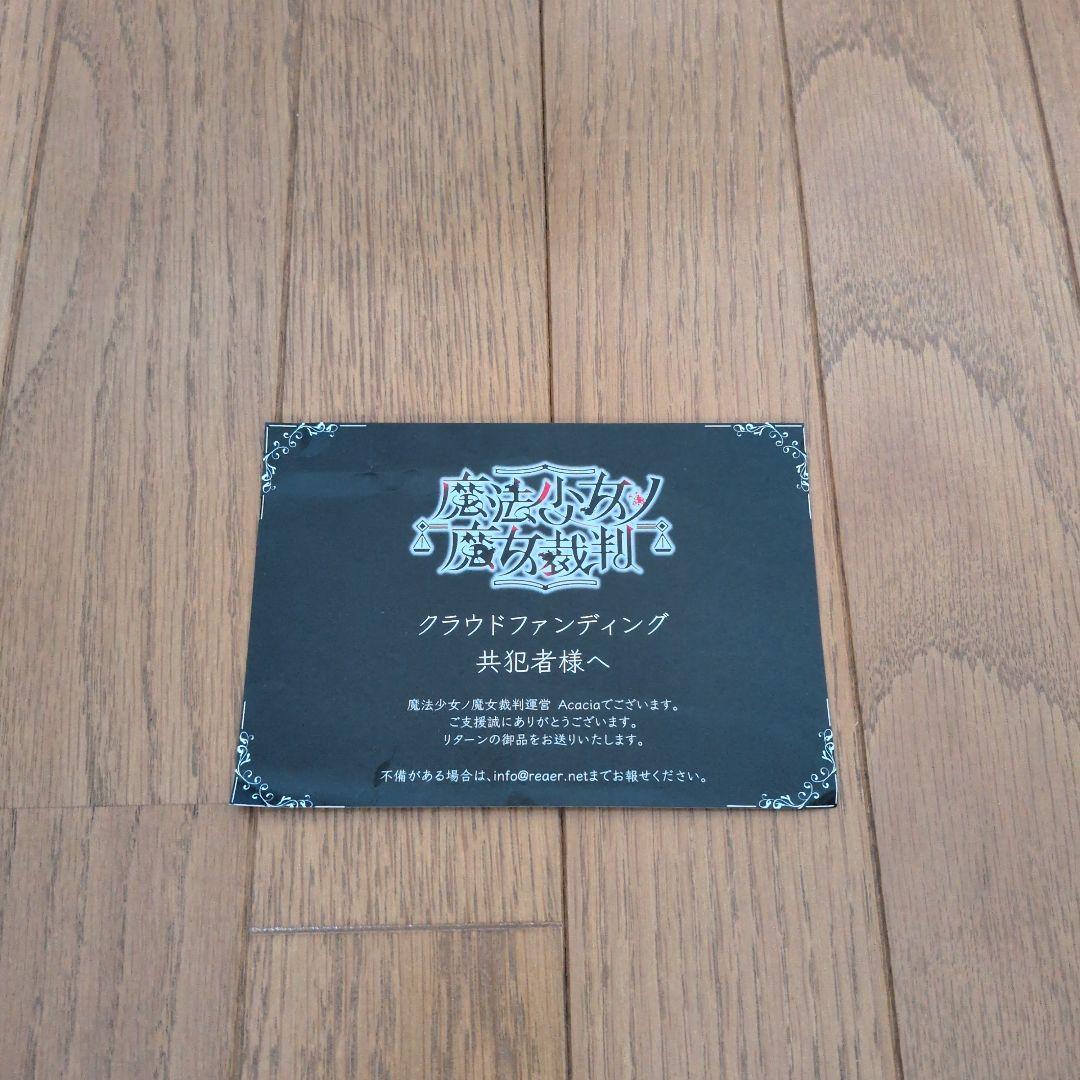 魔法少女ノ
魔女裁判
クラウドファンディング
共犯者様へ
魔法少女ノ魔女裁判運営 Acaciaでございます。
ご支援誠にありがとうございます。
リターンの御品をお送りいたします。
不備がある場合は、info@reaer.netまでお報せください。